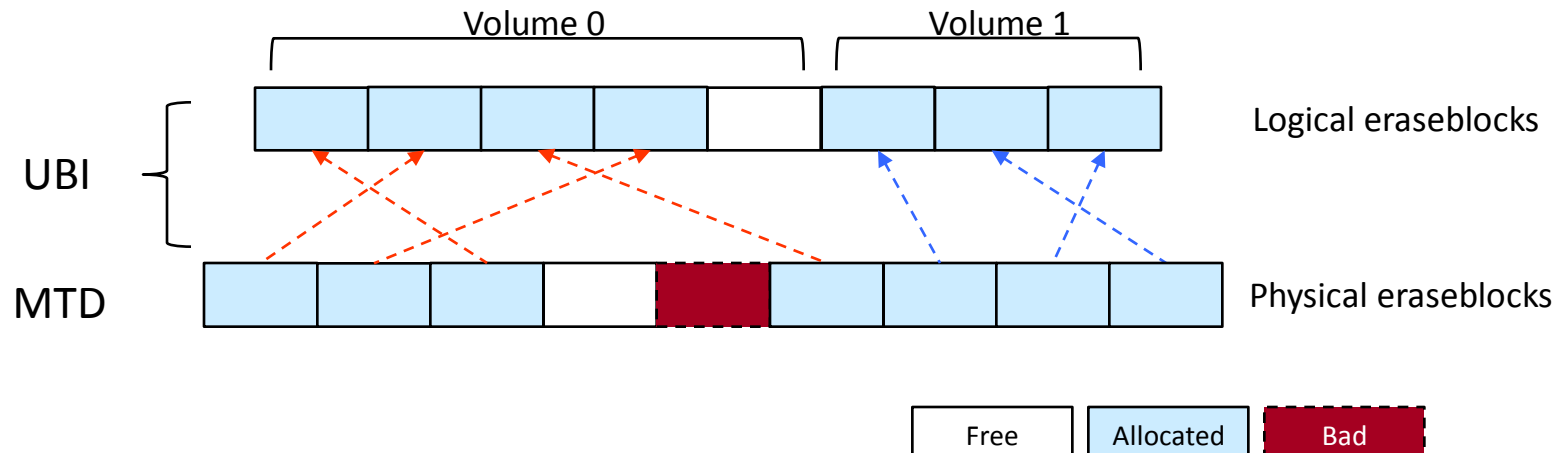 Volume 0
Volume 1
Logical eraseblocks
UBI
MTD
Physical eraseblocks
Free
Allocated
Bad